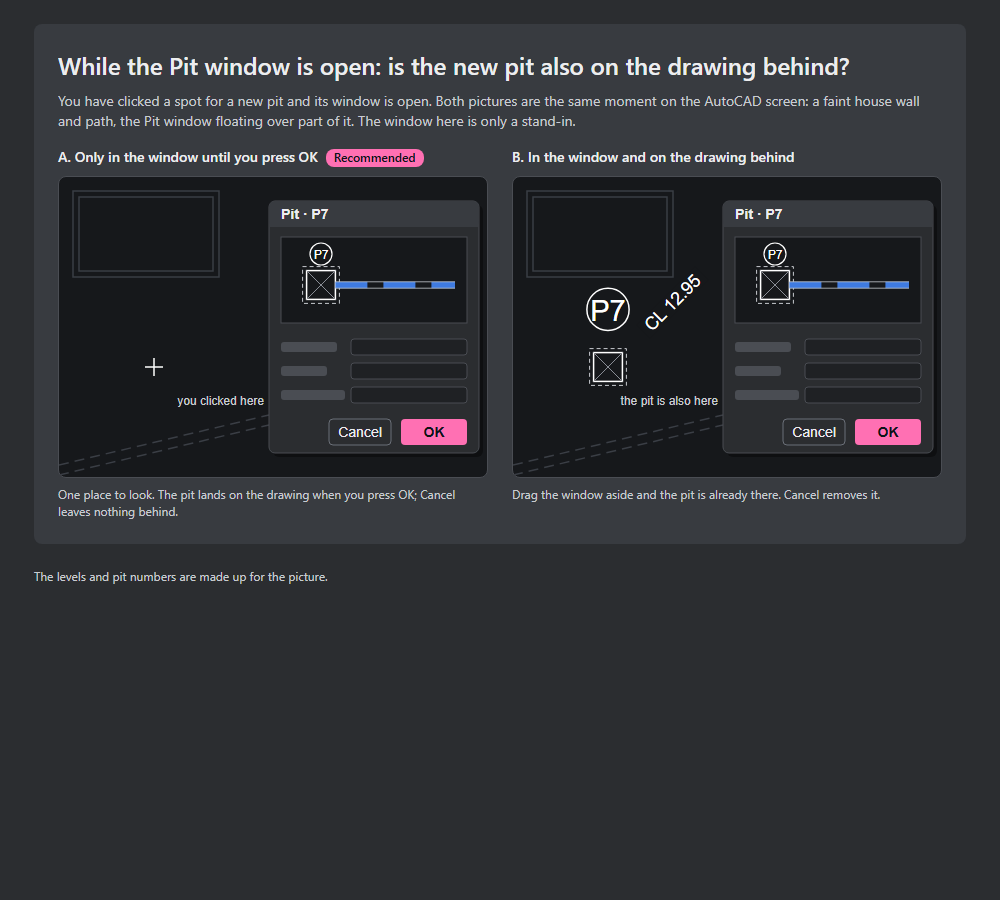 While the Pit window is open: is the new pit also on the drawing behind?
You have clicked a spot for a new pit and its window is open. Both pictures are the same moment on the AutoCAD screen: a faint house wall
and path, the Pit window floating over part of it. The window here is only a stand-in.
A. Only in the window until you press OK Recommended
Pit · P7
P7
you clicked here
Cancel OK
One place to look. The pit lands on the drawing when you press OK; Cancel
leaves nothing behind.
B. In the window and on the drawing behind
Pit · P7
P7
P7
CL 12.95
the pit is also here
Cancel OK
Drag the window aside and the pit is already there. Cancel removes it.
The levels and pit numbers are made up for the picture.